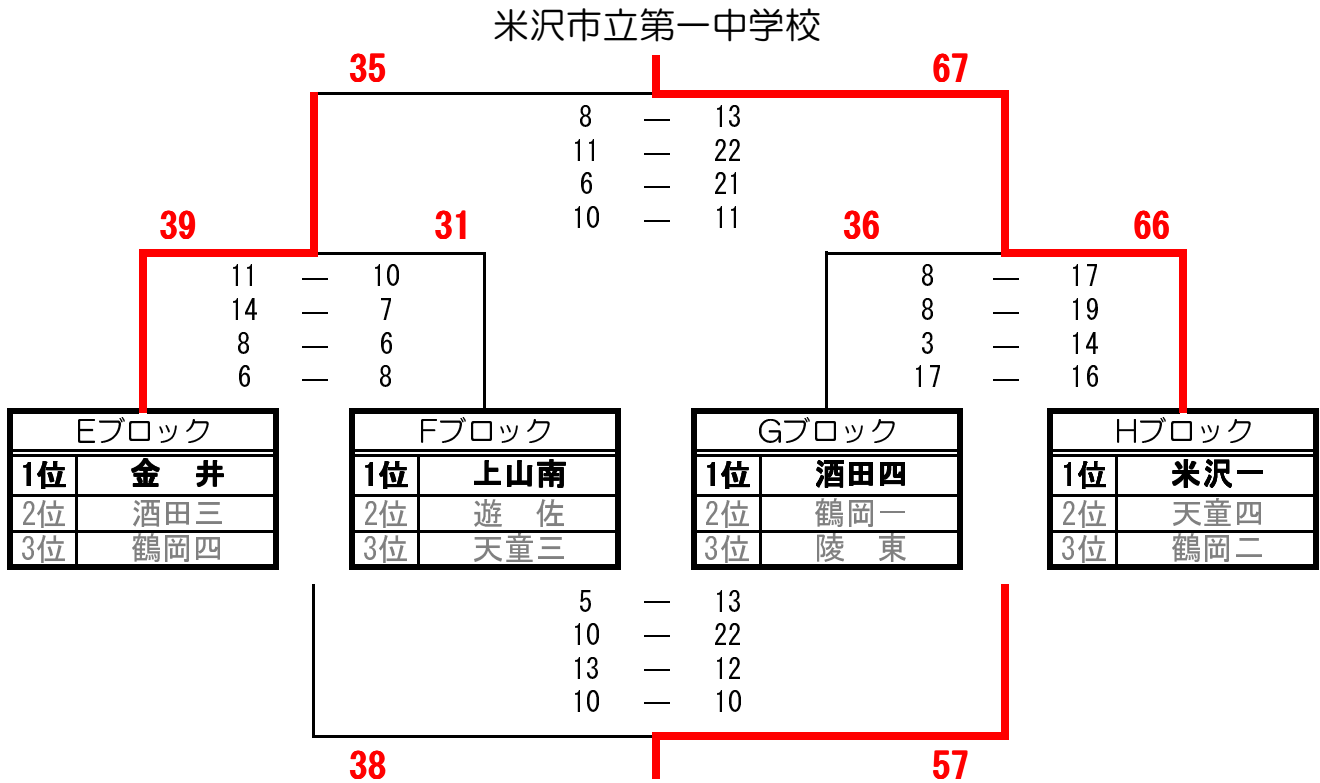 米沢市立第一中学校
35 67
8 — 13
11 — 22
6 — 21
10 — 11
39 31 36 66
11 — 10 8 — 17
14 — 7 8 — 19
8 — 6 3 — 14
6 — 8 17 — 16
Eブロック Fブロック Gブロック Hブロック
1位 金 井 1位 上山南 1位 酒田四 1位 米沢一
2位 酒田三 2位 遊 佐 2位 鶴岡一 2位 天童四
3位 鶴岡四 3位 天童三 3位 陵 東 3位 鶴岡二
5 — 13
10 — 22
13 — 12
10 — 10
38 57